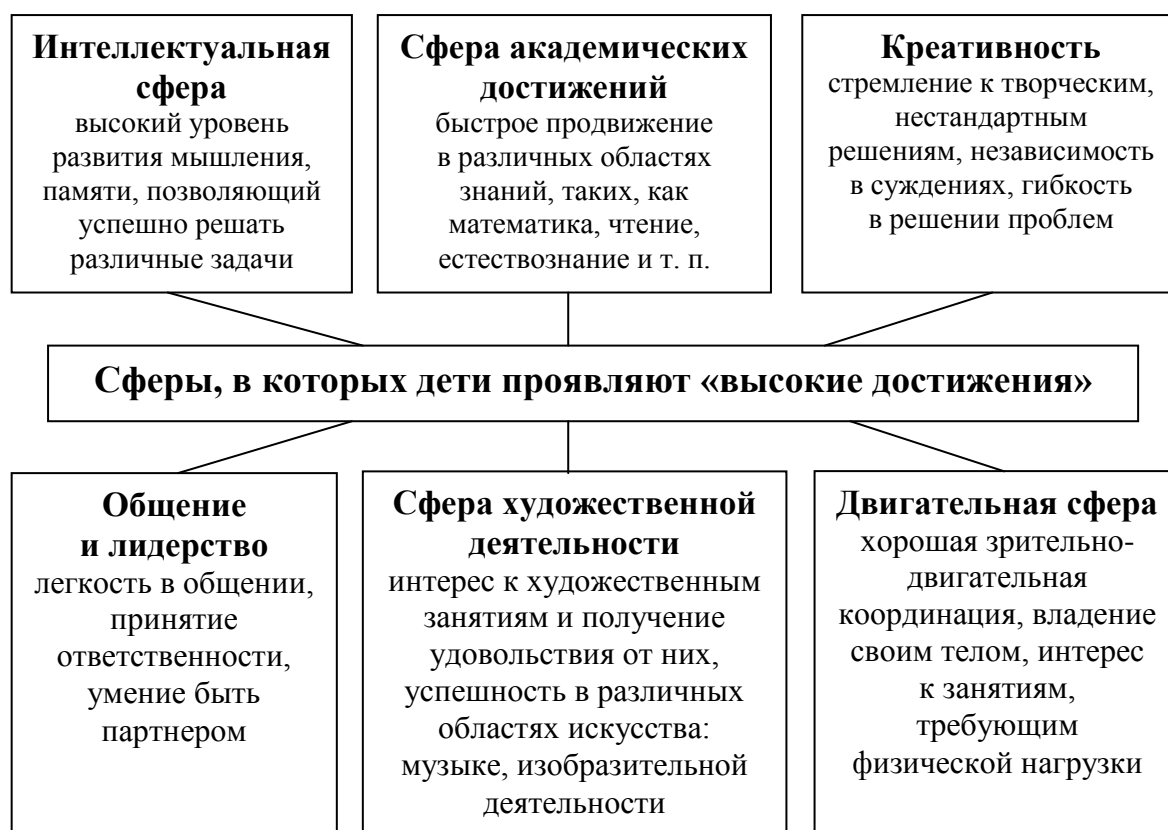 Интеллектуальная
сфера
высокий уровень
развития мышления,
памяти, позволяющий
успешно решать
различные задачи
Сфера академических
достижений
быстрое продвижение
в различных областях
знаний, таких, как
математика, чтение,
естествознание и т. п.
Креативность
стремление к творческим,
нестандартным
решениям, независимость
в суждениях, гибкость
в решении проблем
Сферы, в которых дети проявляют «высокие достижения»
Общение
и лидерство
легкость в общении,
принятие
ответственности,
умение быть
партнером
Сфера художественной
деятельности
интерес к художественным
занятиям и получение
удовольствия от них,
успешность в различных
областях искусства:
музыке, изобразительной
деятельности
Двигательная сфера
хорошая зрительно-
двигательная
координация, владение
своим телом, интерес
к занятиям,
требующим
физической нагрузки